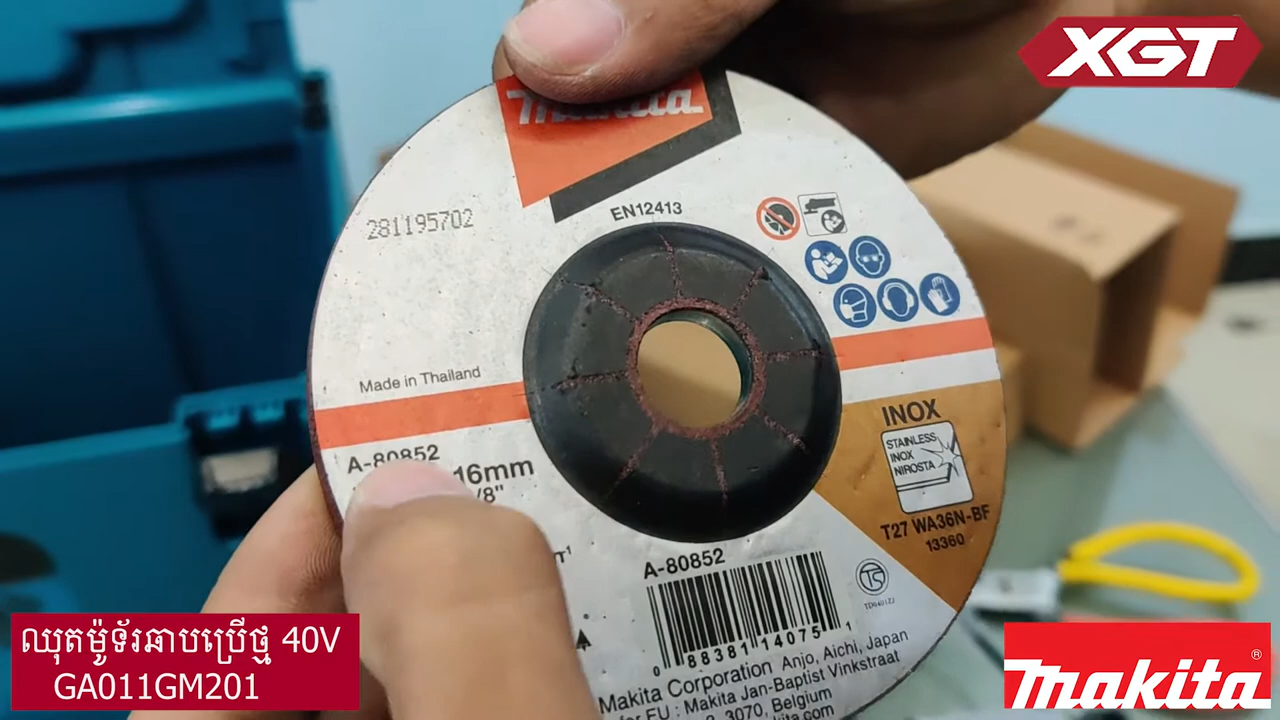 XGT
Makita
EN12413
281195702
Made in Thailand
A-80852
16mm
/8"
INOX
STAINLESS
INOX
NIROSTA
T27 WA36N-BF
13360
A-80852
0 88381 14075 1
Makita Corporation Anjo, Aichi, Japan
for EU : Makita Jan-Baptist Vinkstraat
3070, Belgium
ឈុតម៉ូទ័រឆាបប្រើថ្ម 40V
GA011GM201
makita